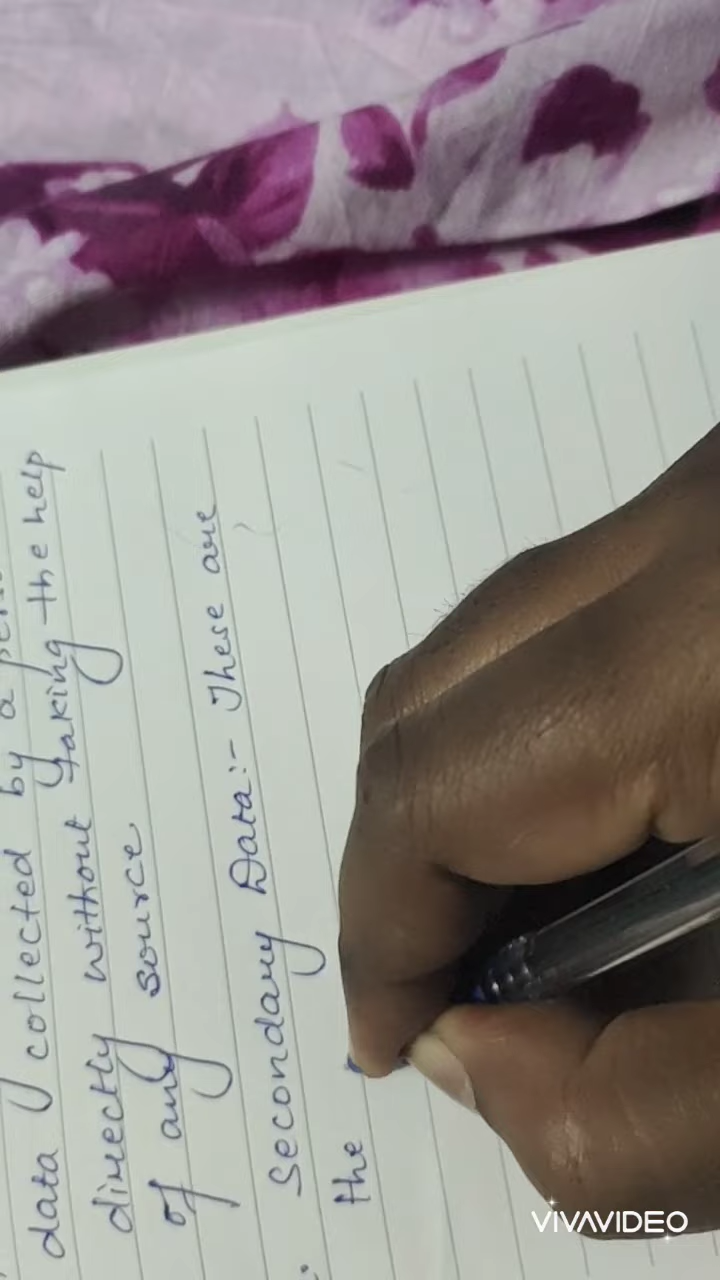 data collected by a
directly without taking the help
of any source
Secondary Data:- These are
the
VIVAVIDEO